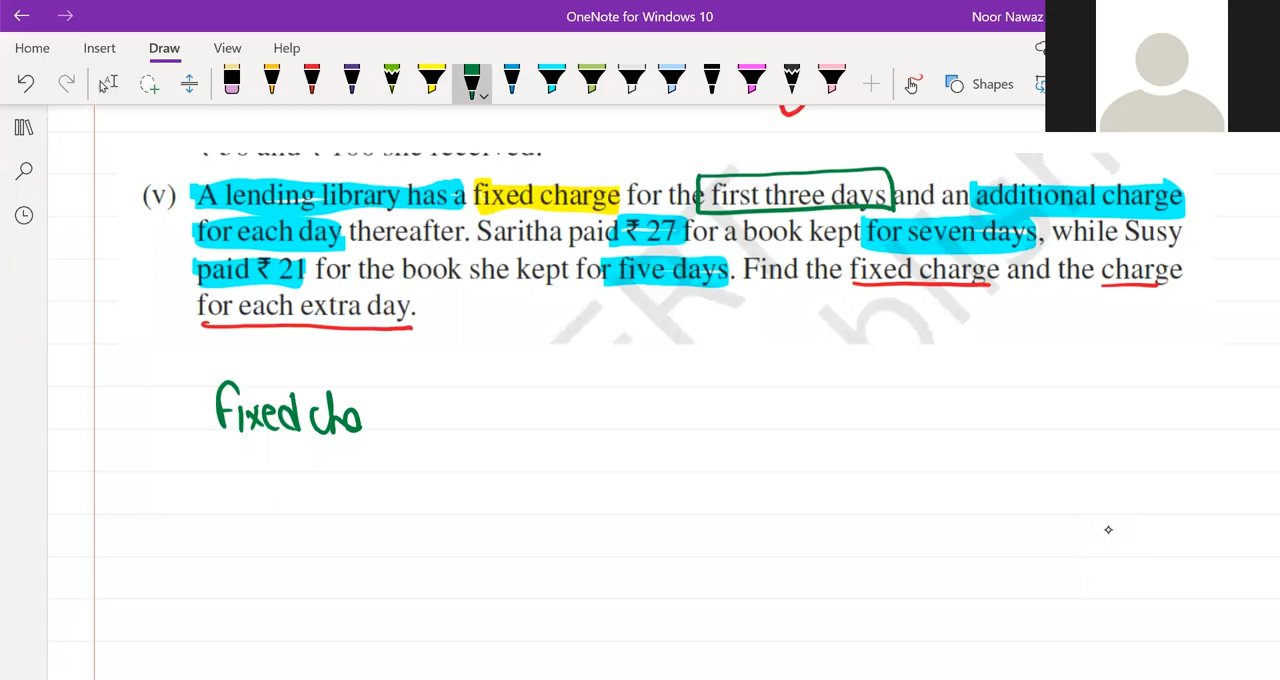 OneNote for Windows 10
Noor Nawaz
Home Insert Draw View Help
Shapes
(v) A lending library has a fixed charge for the first three days and an additional charge
for each day thereafter. Saritha paid ₹ 27 for a book kept for seven days, while Susy
paid ₹ 21 for the book she kept for five days. Find the fixed charge and the charge
for each extra day.
Fixed cha